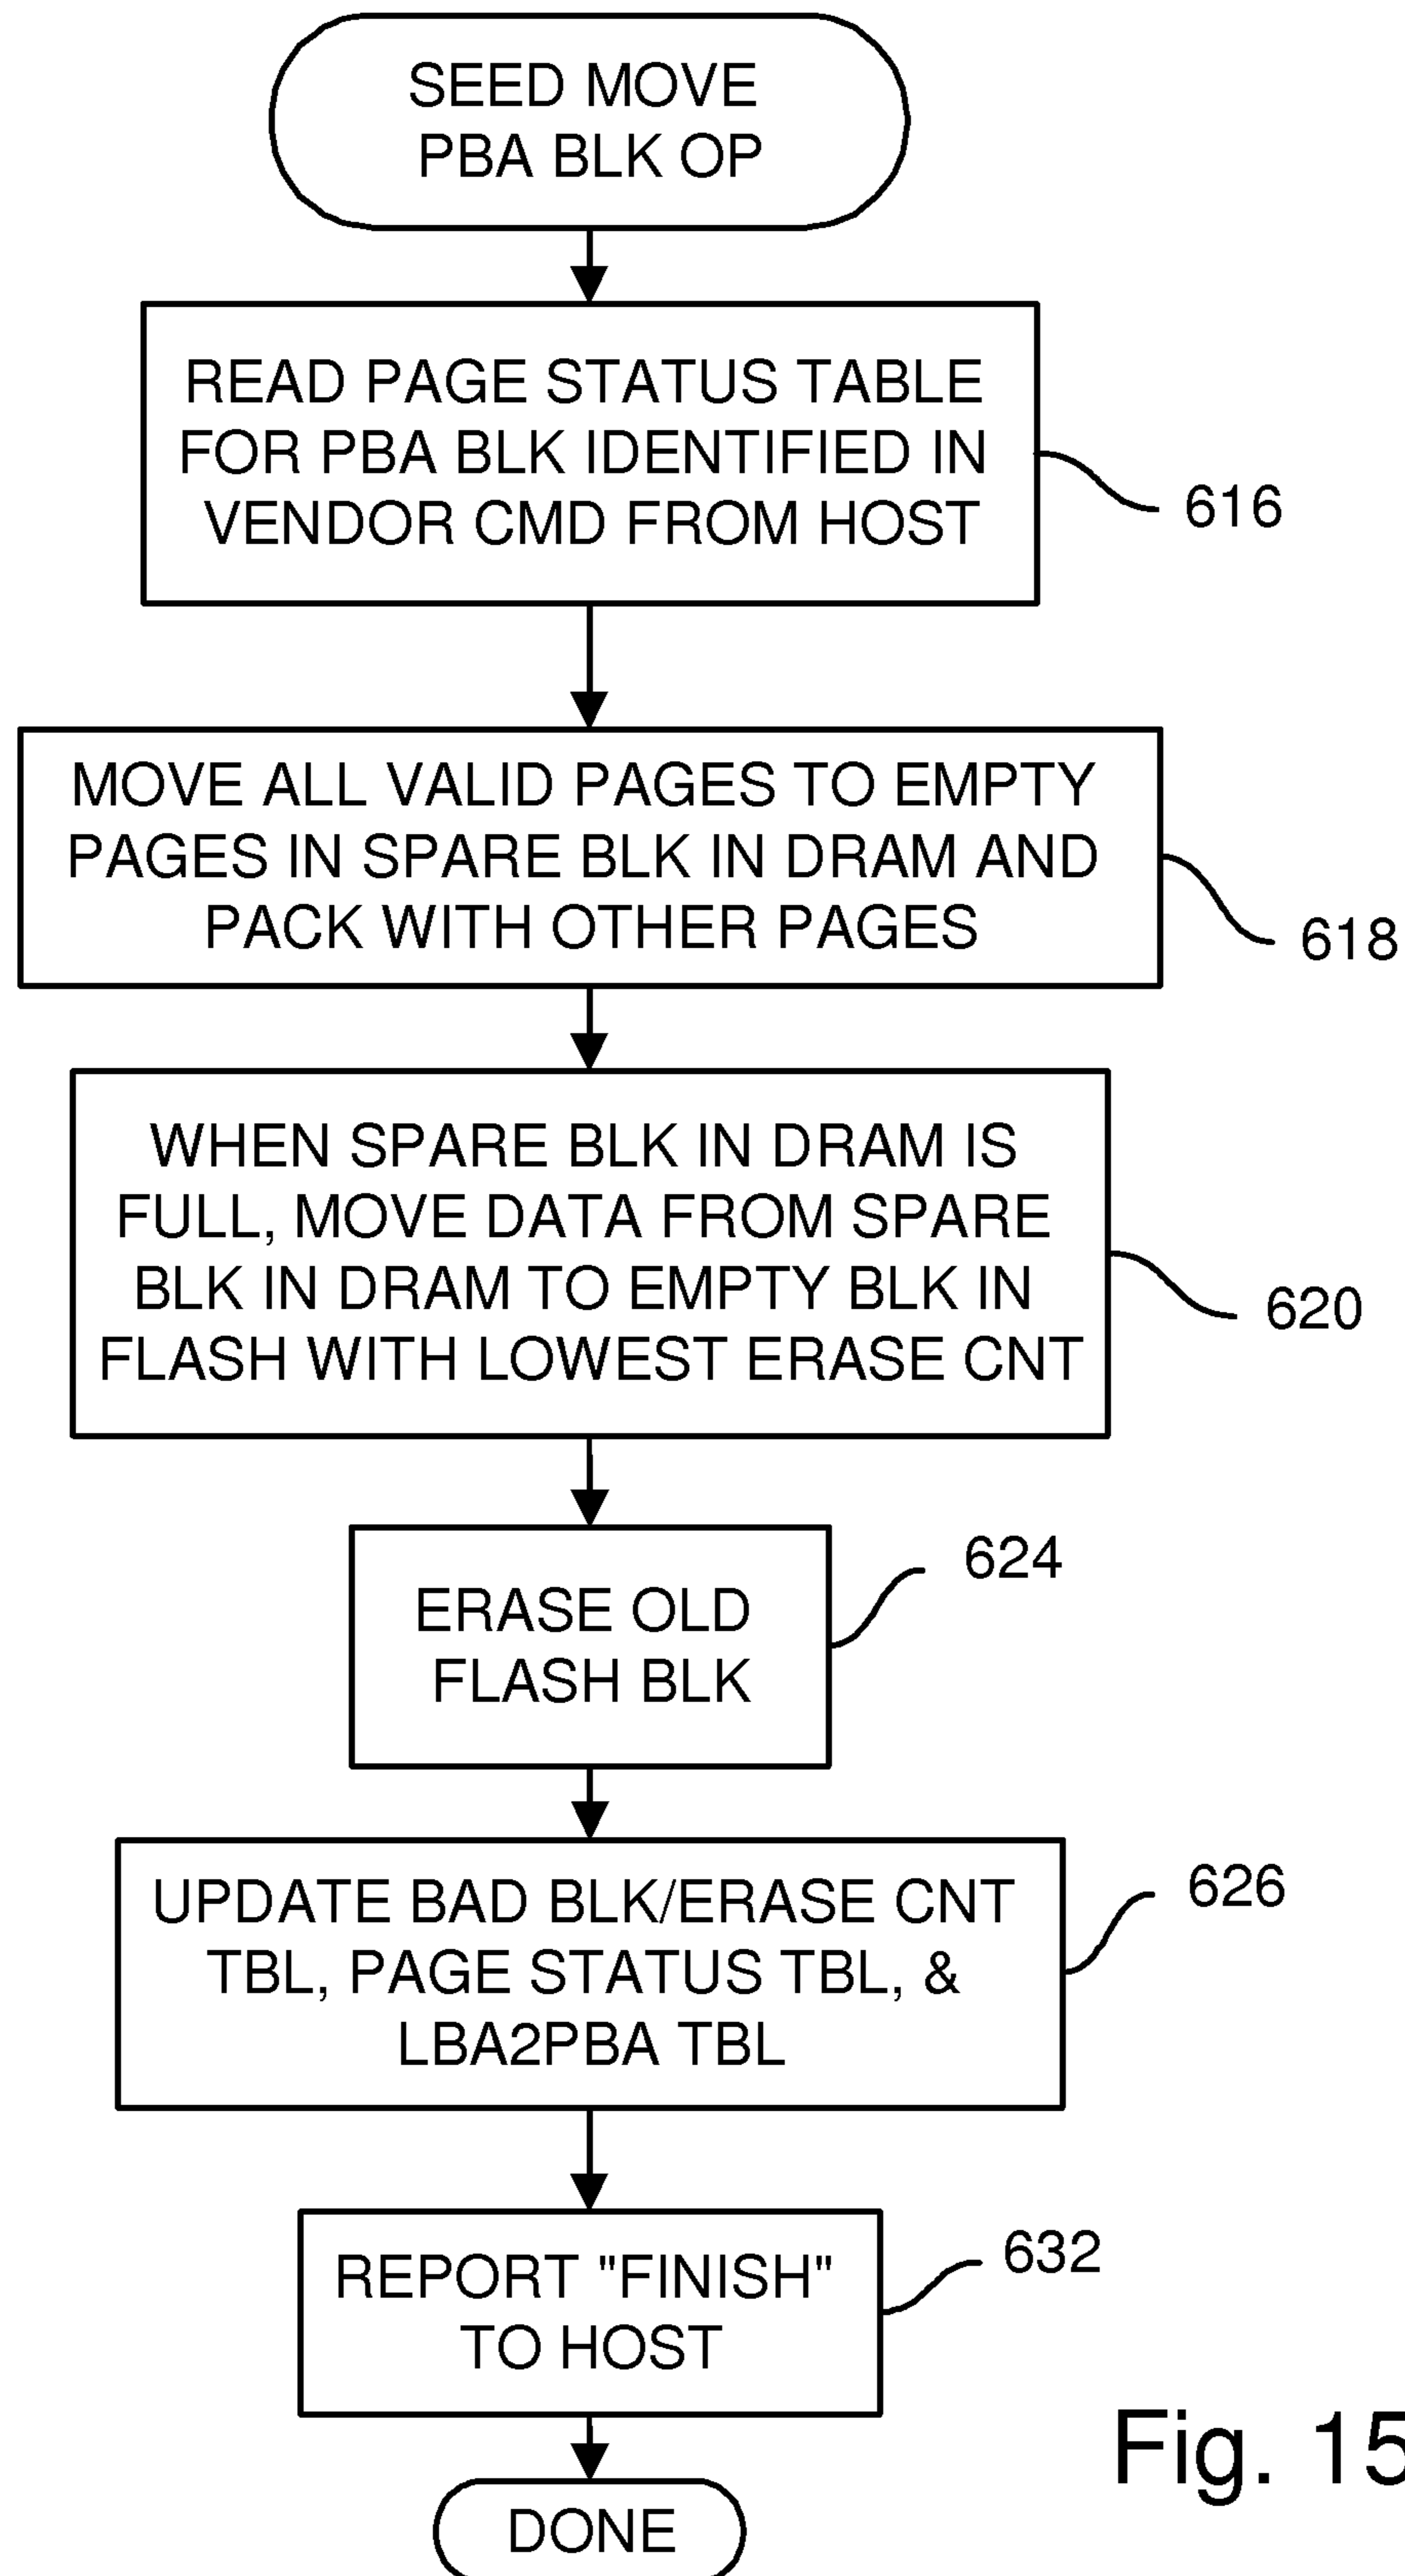 SEED MOVE
PBA BLK OP
READ PAGE STATUS TABLE
FOR PBA BLK IDENTIFIED IN
VENDOR CMD FROM HOST
616
MOVE ALL VALID PAGES TO EMPTY
PAGES IN SPARE BLK IN DRAM AND
PACK WITH OTHER PAGES
618
WHEN SPARE BLK IN DRAM IS
FULL, MOVE DATA FROM SPARE
BLK IN DRAM TO EMPTY BLK IN
FLASH WITH LOWEST ERASE CNT
620
ERASE OLD
FLASH BLK
624
UPDATE BAD BLK/ERASE CNT
TBL, PAGE STATUS TBL, &
LBA2PBA TBL
626
REPORT "FINISH"
TO HOST
632
DONE
Fig. 15